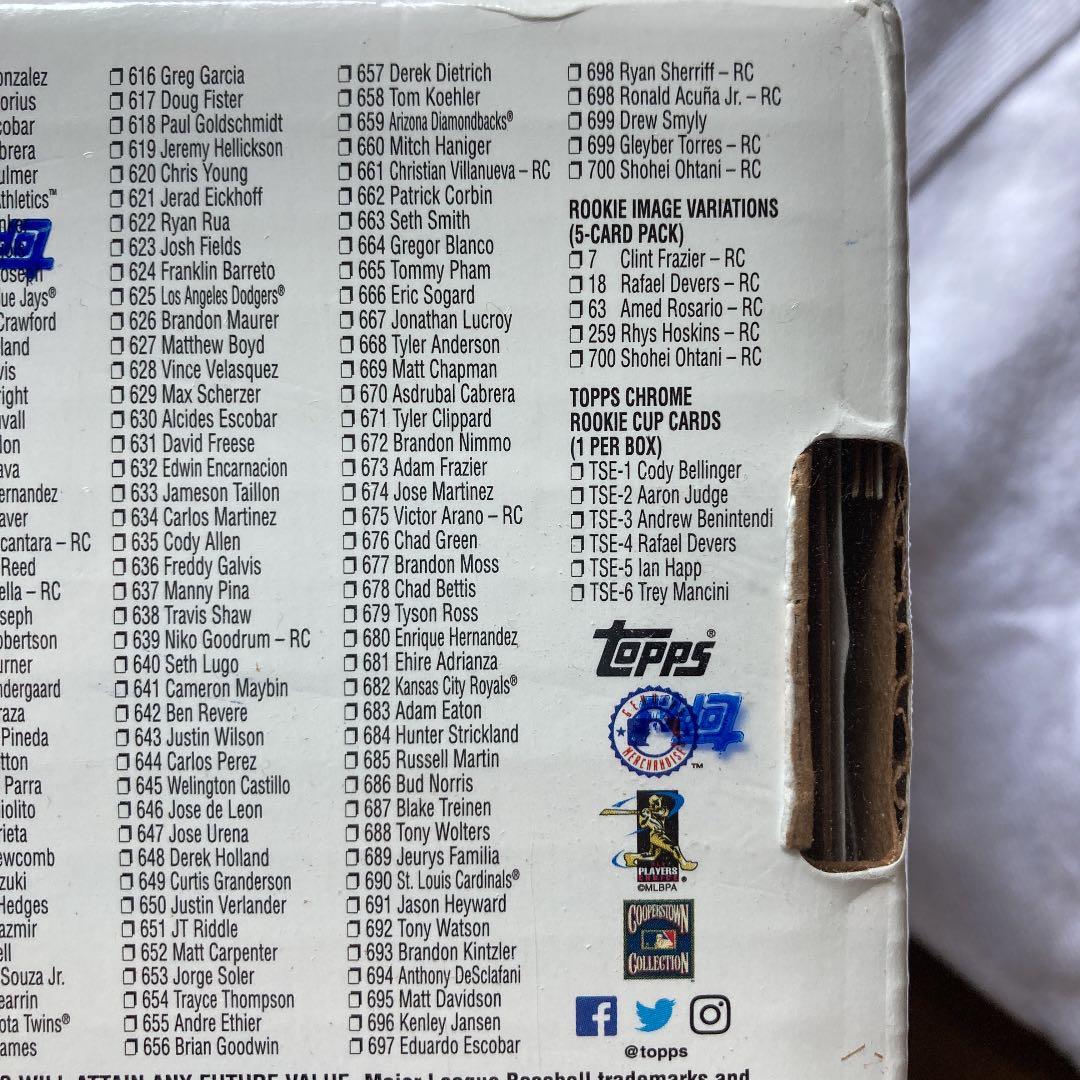 onzalez
orius
cobar
brera
ulmer
thletics™
oseph
ue Jays®
Crawford
land
vis
right
uvall
lon
ava
ernandez
aver
cantara – RC
Reed
ella – RC
seph
obertson
urner
ndergaard
raza
Pineda
tton
Parra
iolito
rieta
ewcomb
zuki
Hedges
azmir
ell
Souza Jr.
earrin
ota Twins®
ames
616 Greg Garcia
617 Doug Fister
618 Paul Goldschmidt
619 Jeremy Hellickson
620 Chris Young
621 Jerad Eickhoff
622 Ryan Rua
623 Josh Fields
624 Franklin Barreto
625 Los Angeles Dodgers®
626 Brandon Maurer
627 Matthew Boyd
628 Vince Velasquez
629 Max Scherzer
630 Alcides Escobar
631 David Freese
632 Edwin Encarnacion
633 Jameson Taillon
634 Carlos Martinez
635 Cody Allen
636 Freddy Galvis
637 Manny Pina
638 Travis Shaw
639 Niko Goodrum – RC
640 Seth Lugo
641 Cameron Maybin
642 Ben Revere
643 Justin Wilson
644 Carlos Perez
645 Welington Castillo
646 Jose de Leon
647 Jose Urena
648 Derek Holland
649 Curtis Granderson
650 Justin Verlander
651 JT Riddle
652 Matt Carpenter
653 Jorge Soler
654 Trayce Thompson
655 Andre Ethier
656 Brian Goodwin
657 Derek Dietrich
658 Tom Koehler
659 Arizona Diamondbacks®
660 Mitch Haniger
661 Christian Villanueva – RC
662 Patrick Corbin
663 Seth Smith
664 Gregor Blanco
665 Tommy Pham
666 Eric Sogard
667 Jonathan Lucroy
668 Tyler Anderson
669 Matt Chapman
670 Asdrubal Cabrera
671 Tyler Clippard
672 Brandon Nimmo
673 Adam Frazier
674 Jose Martinez
675 Victor Arano – RC
676 Chad Green
677 Brandon Moss
678 Chad Bettis
679 Tyson Ross
680 Enrique Hernandez
681 Ehire Adrianza
682 Kansas City Royals®
683 Adam Eaton
684 Hunter Strickland
685 Russell Martin
686 Bud Norris
687 Blake Treinen
688 Tony Wolters
689 Jeurys Familia
690 St. Louis Cardinals®
691 Jason Heyward
692 Tony Watson
693 Brandon Kintzler
694 Anthony DeSclafani
695 Matt Davidson
696 Kenley Jansen
697 Eduardo Escobar
698 Ryan Sherriff – RC
698 Ronald Acuña Jr. – RC
699 Drew Smyly
699 Gleyber Torres – RC
700 Shohei Ohtani – RC
ROOKIE IMAGE VARIATIONS
(5-CARD PACK)
7 Clint Frazier – RC
18 Rafael Devers – RC
63 Amed Rosario – RC
259 Rhys Hoskins – RC
700 Shohei Ohtani – RC
TOPPS CHROME
ROOKIE CUP CARDS
(1 PER BOX)
TSE-1 Cody Bellinger
TSE-2 Aaron Judge
TSE-3 Andrew Benintendi
TSE-4 Rafael Devers
TSE-5 Ian Happ
TSE-6 Trey Mancini
TOPPS®
MERCHANDISE
™
PLAYERS
CHOICE ®
©MLBPA
COOPERSTOWN
COLLECTION
@topps
WILL ATTAIN ANY FUTURE VALUE. Major League Baseball trademarks and